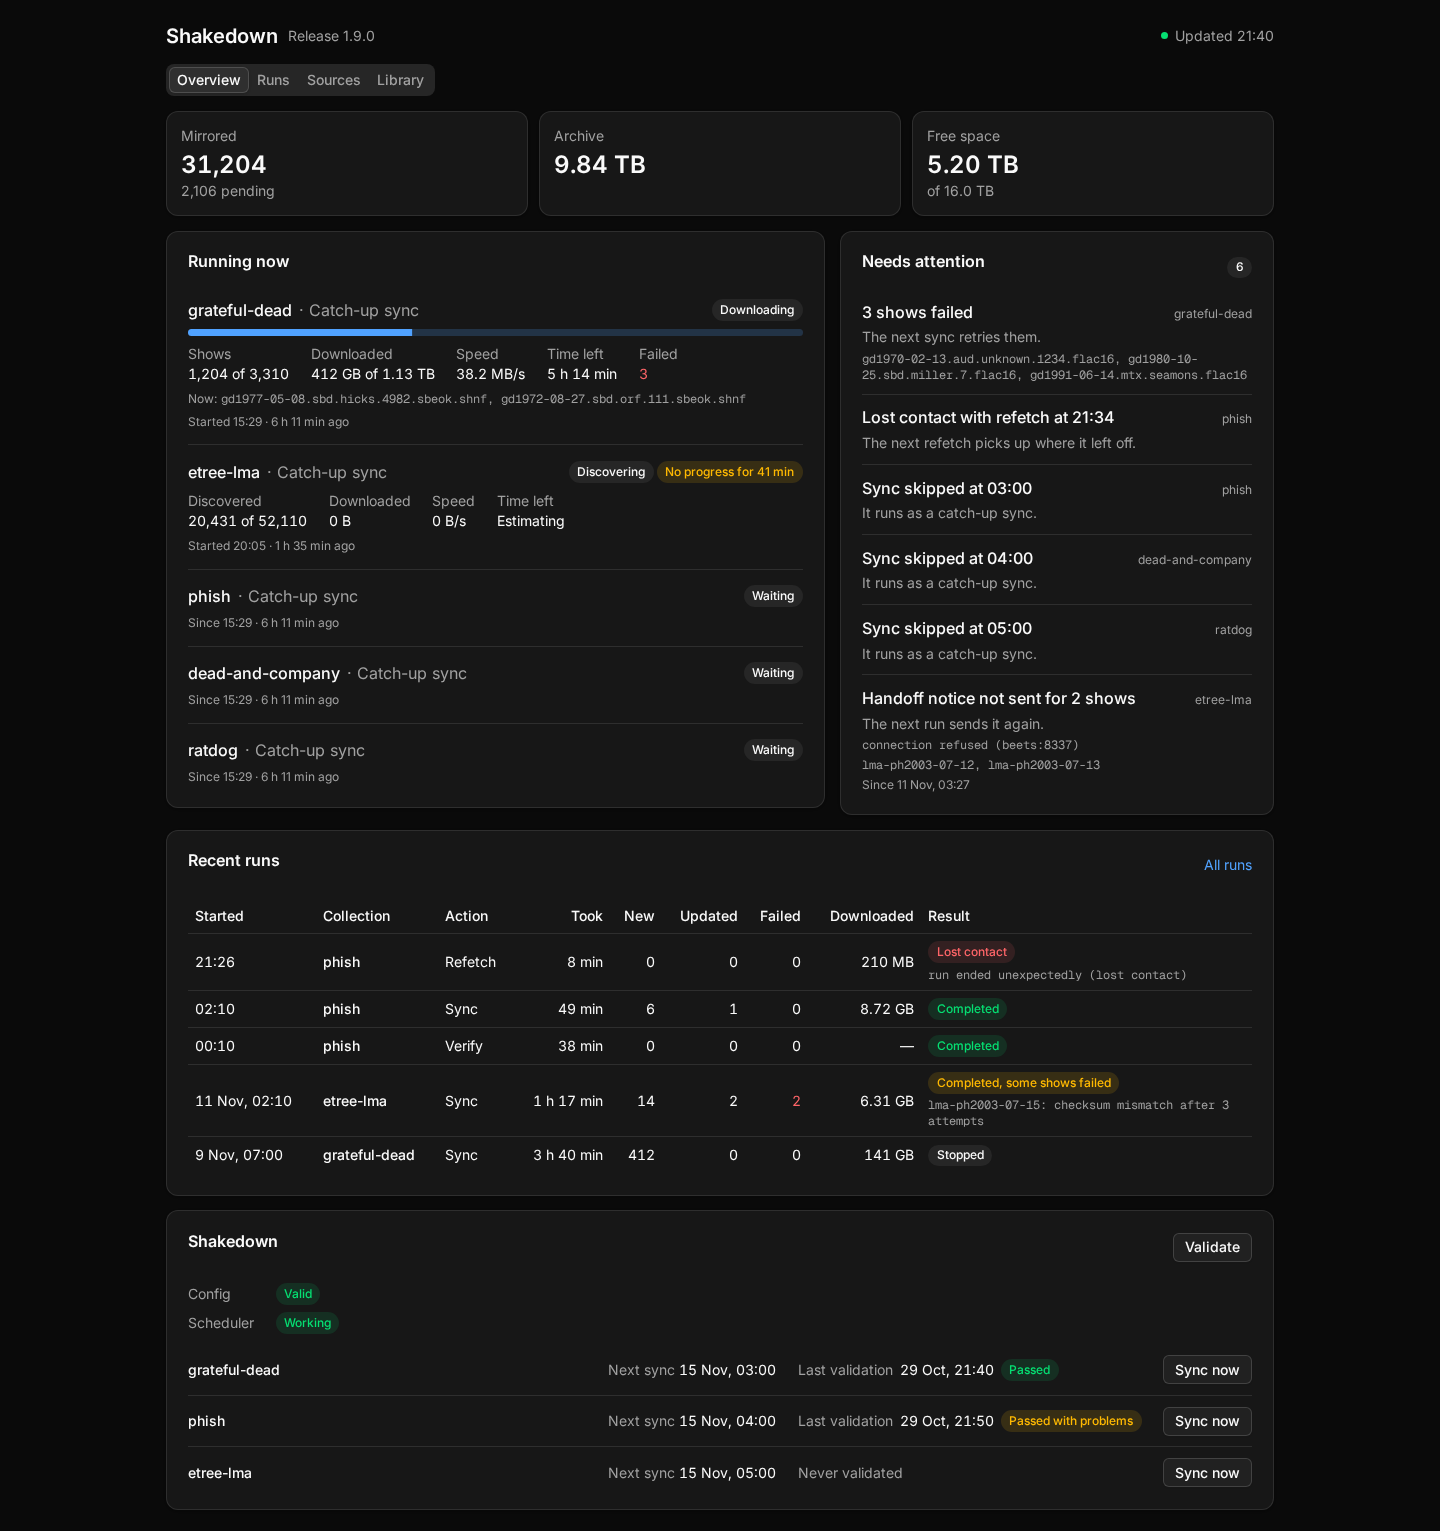 Shakedown Release 1.9.0
Updated 21:40
Overview Runs Sources Library
Mirrored
31,204
2,106 pending
Archive
9.84 TB
Free space
5.20 TB
of 16.0 TB
Running now
grateful-dead · Catch-up sync
Downloading
Shows Downloaded Speed Time left Failed
1,204 of 3,310 412 GB of 1.13 TB 38.2 MB/s 5 h 14 min 3
Now: gd1977-05-08.sbd.hicks.4982.sbeok.shnf, gd1972-08-27.sbd.orf.111.sbeok.shnf
Started 15:29 · 6 h 11 min ago
etree-lma · Catch-up sync
Discovering No progress for 41 min
Discovered Downloaded Speed Time left
20,431 of 52,110 0 B 0 B/s Estimating
Started 20:05 · 1 h 35 min ago
phish · Catch-up sync
Waiting
Since 15:29 · 6 h 11 min ago
dead-and-company · Catch-up sync
Waiting
Since 15:29 · 6 h 11 min ago
ratdog · Catch-up sync
Waiting
Since 15:29 · 6 h 11 min ago
Needs attention
6
3 shows failed
grateful-dead
The next sync retries them.
gd1970-02-13.aud.unknown.1234.flac16, gd1980-10-
25.sbd.miller.7.flac16, gd1991-06-14.mtx.seamons.flac16
Lost contact with refetch at 21:34
phish
The next refetch picks up where it left off.
Sync skipped at 03:00
phish
It runs as a catch-up sync.
Sync skipped at 04:00
dead-and-company
It runs as a catch-up sync.
Sync skipped at 05:00
ratdog
It runs as a catch-up sync.
Handoff notice not sent for 2 shows
etree-lma
The next run sends it again.
connection refused (beets:8337)
lma-ph2003-07-12, lma-ph2003-07-13
Since 11 Nov, 03:27
Recent runs
All runs
Started Collection Action Took New Updated Failed Downloaded Result
21:26 phish Refetch 8 min 0 0 0 210 MB Lost contact
run ended unexpectedly (lost contact)
02:10 phish Sync 49 min 6 1 0 8.72 GB Completed
00:10 phish Verify 38 min 0 0 0 — Completed
11 Nov, 02:10 etree-lma Sync 1 h 17 min 14 2 2 6.31 GB Completed, some shows failed
lma-ph2003-07-15: checksum mismatch after 3
attempts
9 Nov, 07:00 grateful-dead Sync 3 h 40 min 412 0 0 141 GB Stopped
Shakedown
Validate
Config Valid
Scheduler Working
grateful-dead Next sync 15 Nov, 03:00 Last validation 29 Oct, 21:40 Passed Sync now
phish Next sync 15 Nov, 04:00 Last validation 29 Oct, 21:50 Passed with problems Sync now
etree-lma Next sync 15 Nov, 05:00 Never validated Sync now